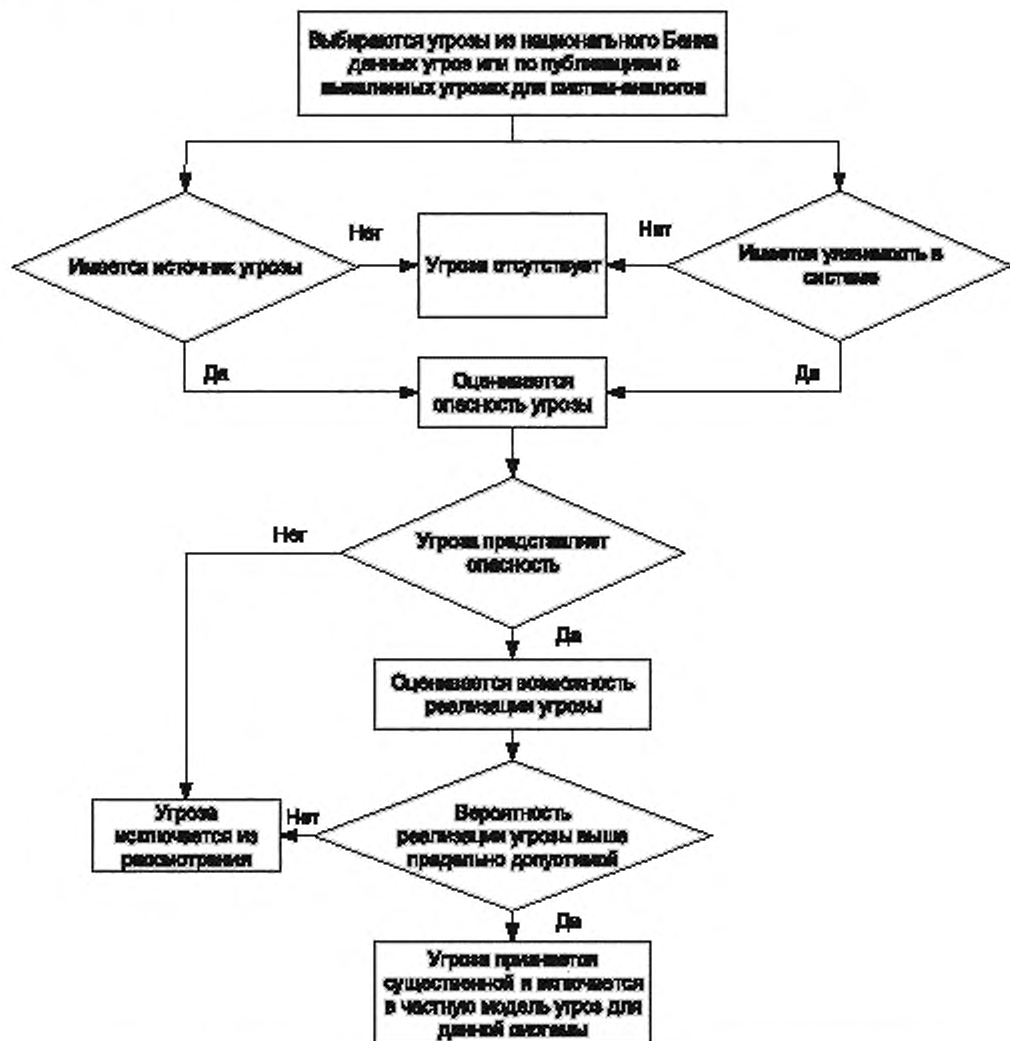 Выбираются угрозы из национального Банка
данных угроз или по публикациям о
выявленных угрозах для систем-аналогов
Нет
Нет
Имеется источник угрозы
Угроза отсутствует
Имеется уязвимость в
системе
Да
Да
Оценивается
опасность угрозы
Нет
Угроза представляет
опасность
Да
Оценивается возможность
реализации угрозы
Угроза
исключается из
рассмотрения
Нет
Вероятность
реализации угрозы выше
предельно допустимой
Да
Угроза признается
существенной и включается
в частную модель угроз для
данной системы